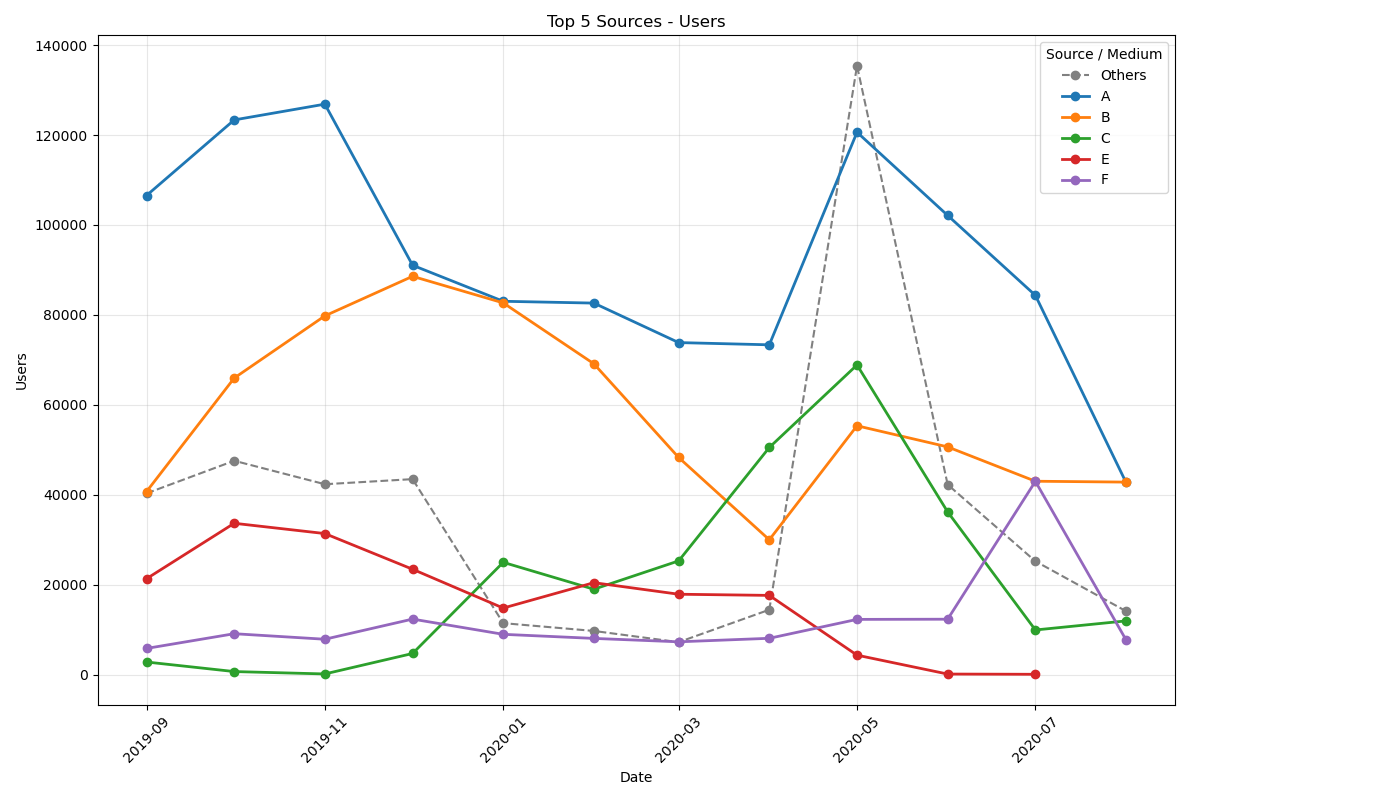 Top 5 Sources - Users
140000
120000
100000
80000
60000
40000
20000
0
Users
Source / Medium
Others
A
B
C
E
F
2019-09
2019-11
2020-01
2020-03
2020-05
2020-07
Date